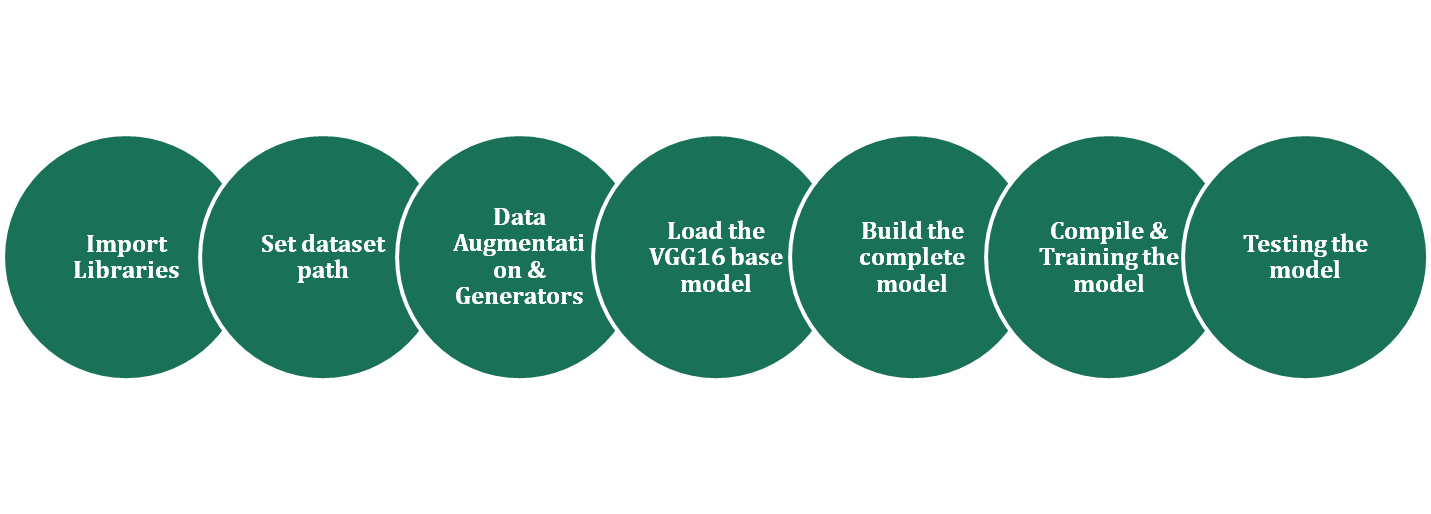 Import
Libraries
Set dataset
path
Data
Augmentati
on &
Generators
Load the
VGG16 base
model
Build the
complete
model
Compile &
Training the
model
Testing the
model